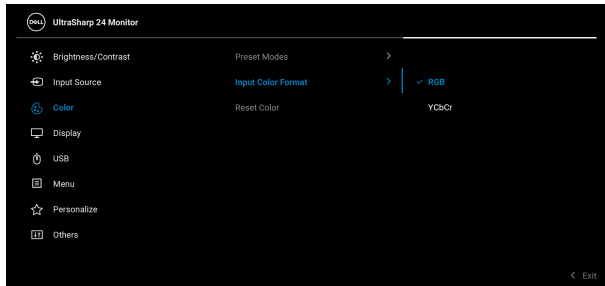 DELL UltraSharp 24 Monitor
Brightness/Contrast Preset Modes >
Input Source Input Color Format > ✓ RGB
Color Reset Color YCbCr
Display
USB
Menu
Personalize
Others
< Exit